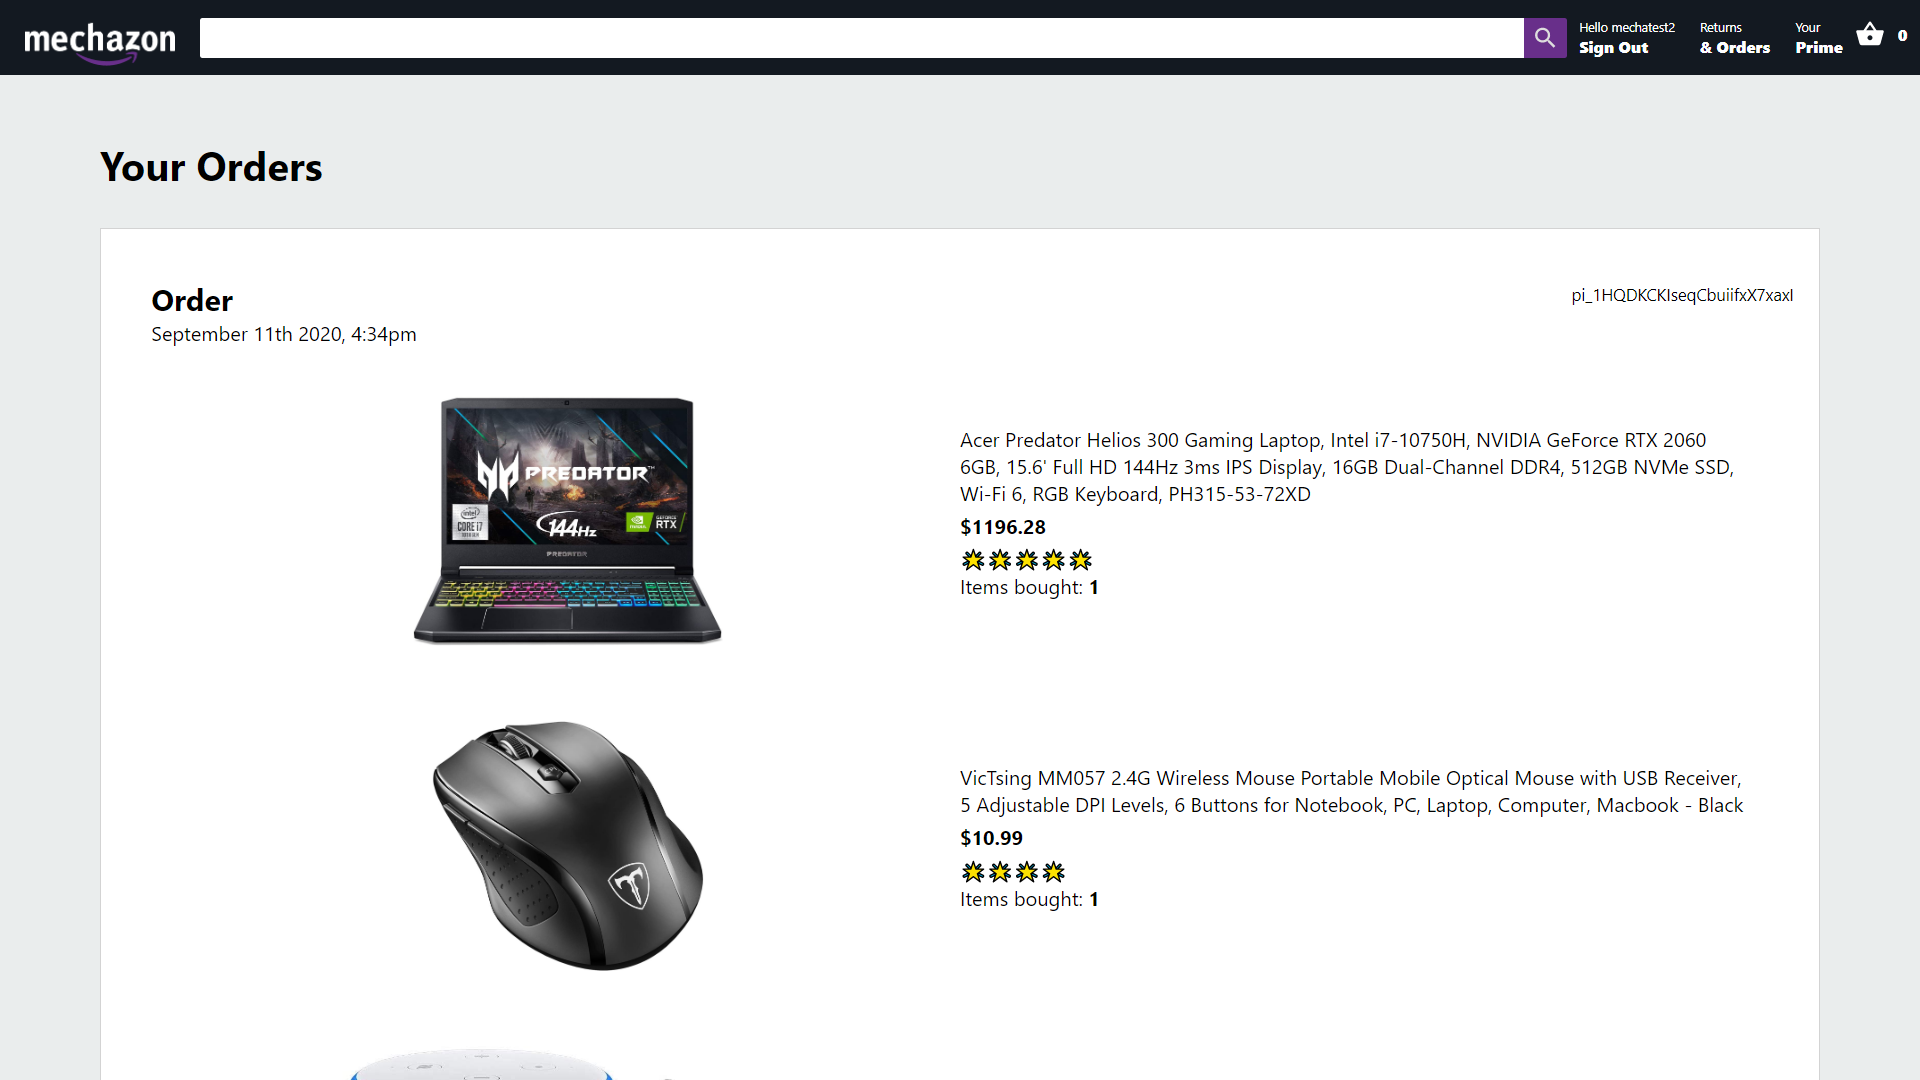 mechazon
Hello mechatest2
Sign Out
Returns
& Orders
Your
Prime
0
Your Orders
Order
pi_1HQDKCKIseqCbuiifxX7xaxI
September 11th 2020, 4:34pm
PREDATOR
intel
CORE i7
144Hz
GEFORCE
RTX
PREDATOR
Acer Predator Helios 300 Gaming Laptop, Intel i7-10750H, NVIDIA GeForce RTX 2060
6GB, 15.6' Full HD 144Hz 3ms IPS Display, 16GB Dual-Channel DDR4, 512GB NVMe SSD,
Wi-Fi 6, RGB Keyboard, PH315-53-72XD
$1196.28
Items bought: 1
VicTsing MM057 2.4G Wireless Mouse Portable Mobile Optical Mouse with USB Receiver,
5 Adjustable DPI Levels, 6 Buttons for Notebook, PC, Laptop, Computer, Macbook - Black
$10.99
Items bought: 1